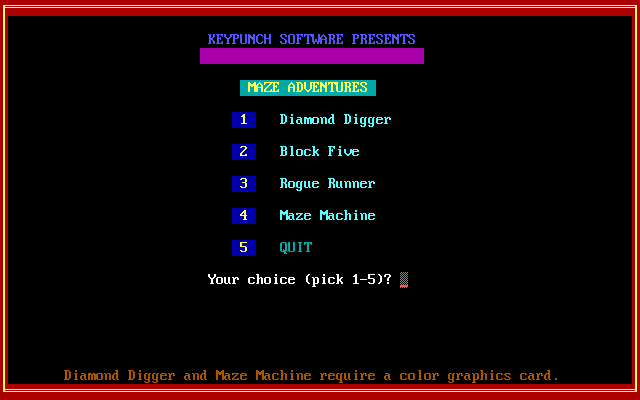 KEYPUNCH SOFTWARE PRESENTS
MAZE ADVENTURES
1 Diamond Digger
2 Block Five
3 Rogue Runner
4 Maze Machine
5 QUIT
Your choice (pick 1-5)?
Diamond Digger and Maze Machine require a color graphics card.